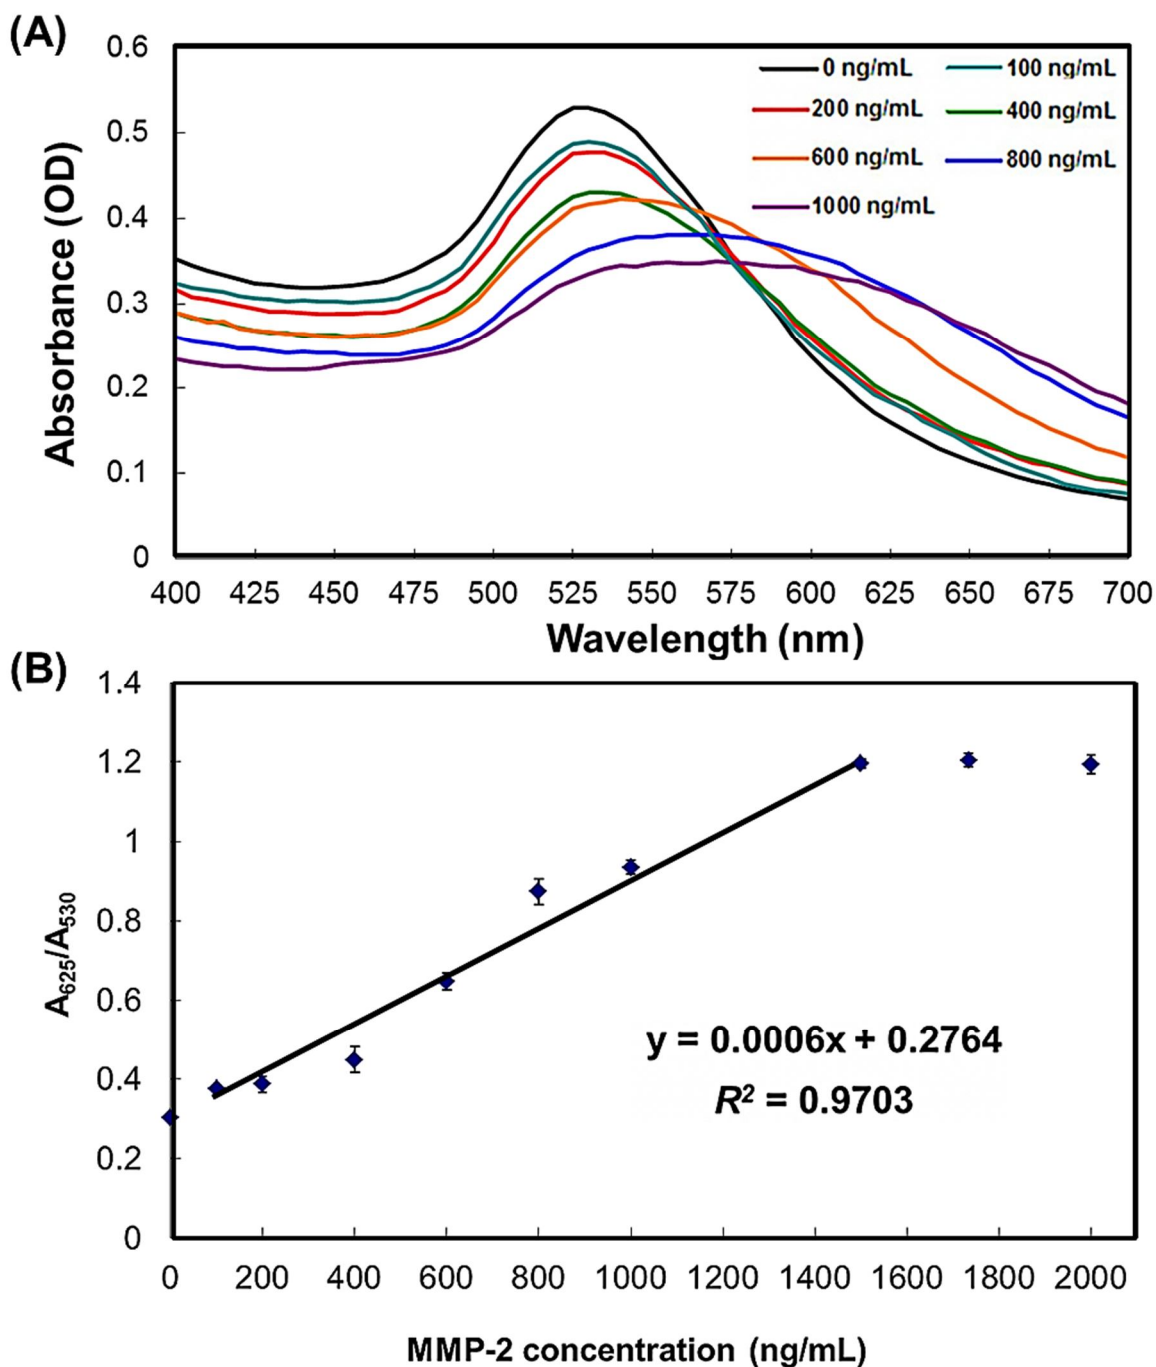 (A)
0.6
0.5
0.4
0.3
0.2
0.1
0
Absorbance (OD)
0 ng/mL 100 ng/mL
200 ng/mL 400 ng/mL
600 ng/mL 800 ng/mL
1000 ng/mL
400 425 450 475 500 525 550 575 600 625 650 675 700
Wavelength (nm)
(B)
1.4
1.2
1
0.8
0.6
0.4
0.2
0
A625/A530
y = 0.0006x + 0.2764
R² = 0.9703
0 200 400 600 800 1000 1200 1400 1600 1800 2000
MMP-2 concentration (ng/mL)